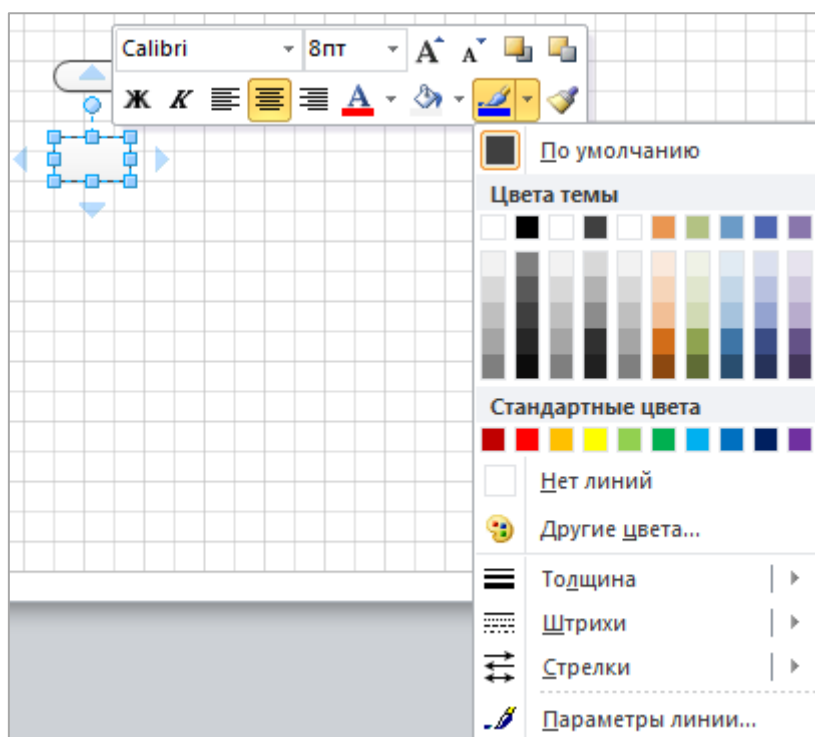 Calibri 8пт A A
Ж К A
По умолчанию
Цвета темы
Стандартные цвета
Нет линий
Другие цвета...
Толщина
Штрихи
Стрелки
Параметры линии...